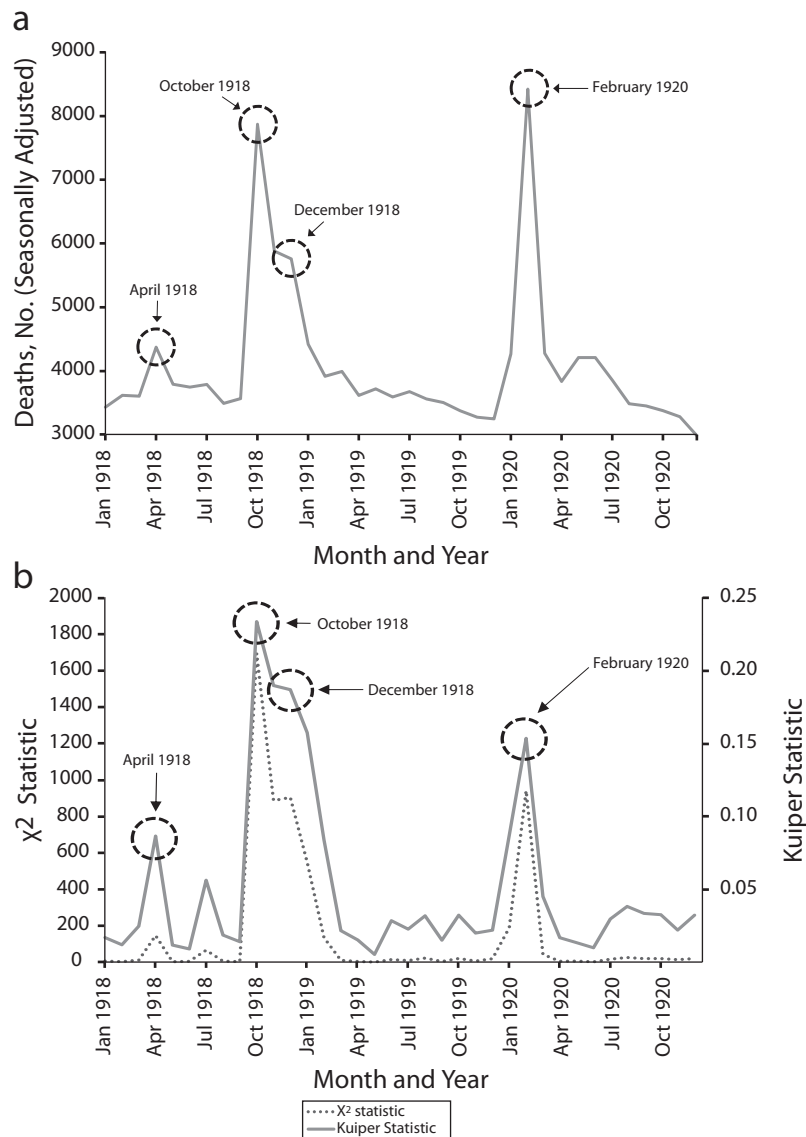 a
9000
8000
7000
6000
5000
4000
3000
Deaths, No. (Seasonally Adjusted)
October 1918
February 1920
December 1918
April 1918
Jan 1918
Apr 1918
Jul 1918
Oct 1918
Jan 1919
Apr 1919
Jul 1919
Oct 1919
Jan 1920
Apr 1920
Jul 1920
Oct 1920
Month and Year
b
2000
1800
1600
1400
1200
1000
800
600
400
200
0
χ² Statistic
0.25
0.20
0.15
0.10
0.05
Kuiper Statistic
October 1918
February 1920
December 1918
April 1918
Jan 1918
Apr 1918
Jul 1918
Oct 1918
Jan 1919
Apr 1919
Jul 1919
Oct 1919
Jan 1920
Apr 1920
Jul 1920
Oct 1920
Month and Year
X² statistic
Kuiper Statistic